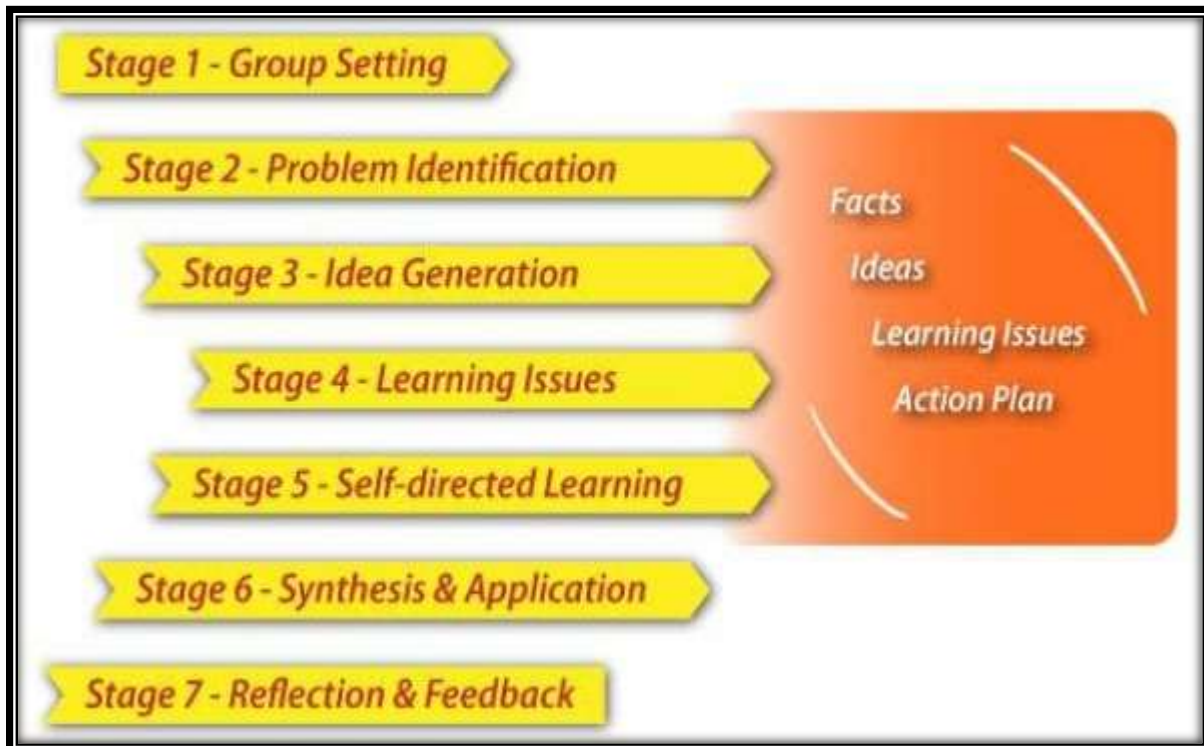 Stage 1 - Group Setting
Stage 2 - Problem Identification
Stage 3 - Idea Generation
Stage 4 - Learning Issues
Stage 5 - Self-directed Learning
Stage 6 - Synthesis & Application
Stage 7 - Reflection & Feedback
Facts
Ideas
Learning Issues
Action Plan